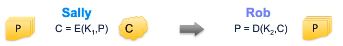 Sally Rob
P C = E(K₁,P) C P = D(K₂,C) P